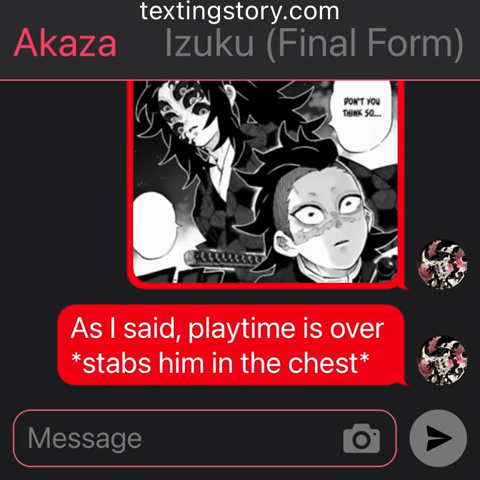 textingstory.com
Akaza
Izuku (Final Form)
DON'T YOU
THINK SO...
As I said, playtime is over
*stabs him in the chest*
Message